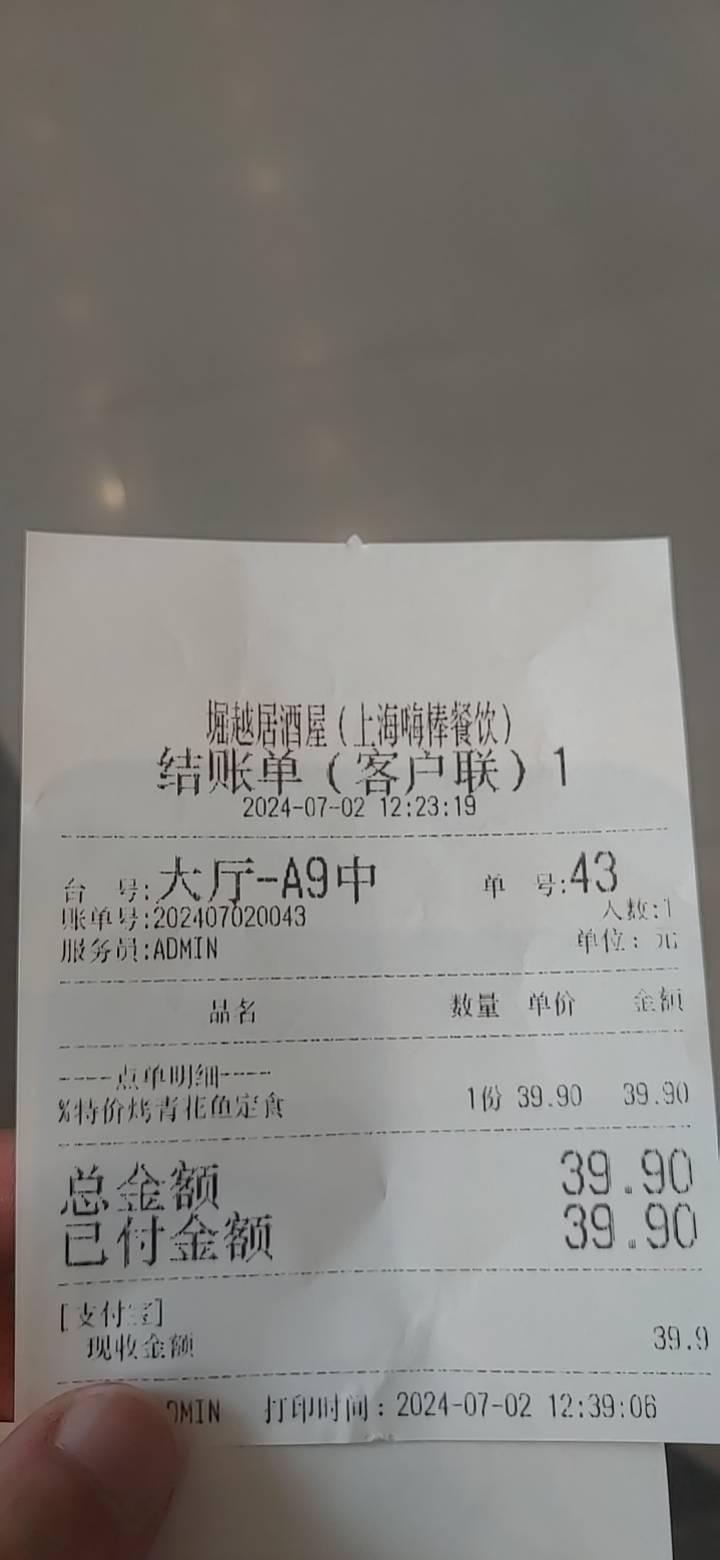 堀越居酒屋(上海嗨棒餐饮)
结账单(客户联)1
2024-07-02 12:23:19
台 号:大厅-A9中 单 号:43
账单号:202407020043 人数:1
服务员:ADMIN 单位: 元
品名 数量 单价 金额
----点单明细----
%特价烤青花鱼定食 1份 39.90 39.90
总金额 39.90
已付金额 39.90
[支付宝]
现收金额 39.9
DMIN 打印时间:2024-07-02 12:39:06